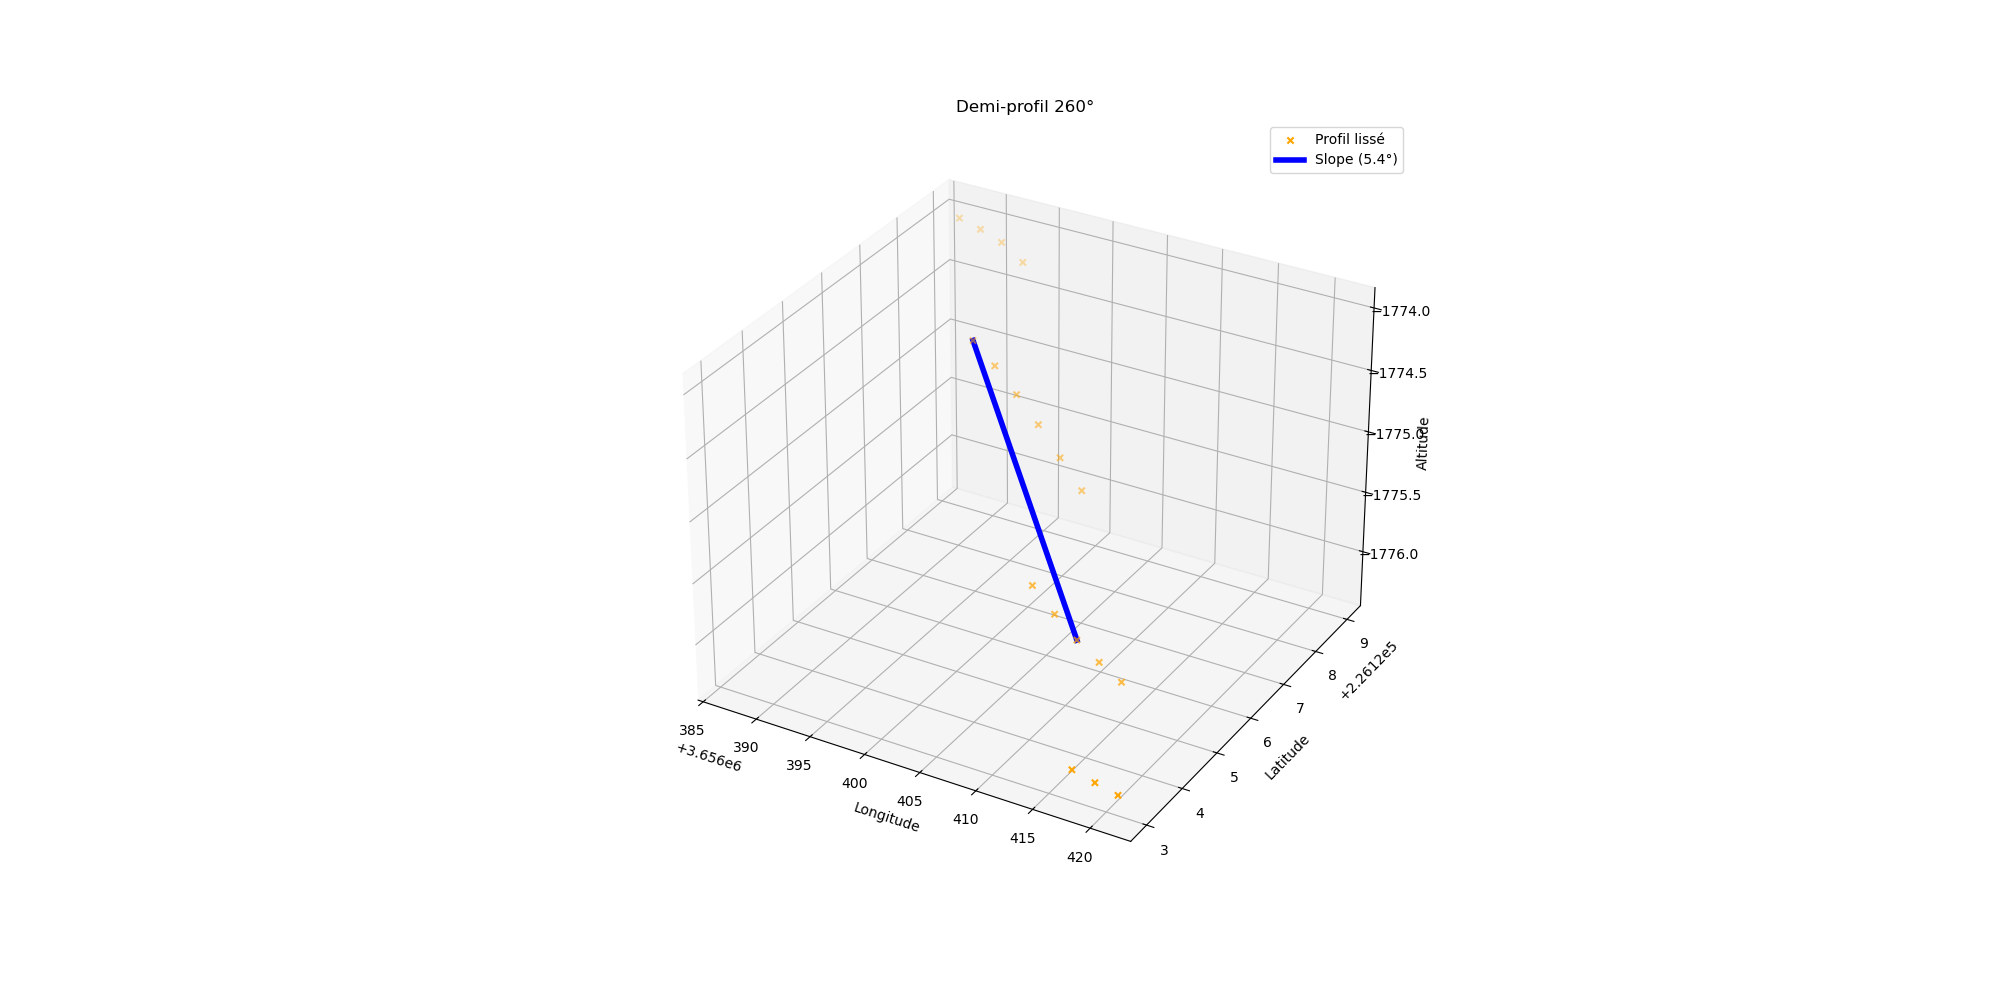 Demi-profil 260°
Profil lissé
Slope (5.4°)
−1774.0
−1774.5
−1775.0
−1775.5
−1776.0
Altitude
9
8
7
6
5
4
3
+2.2612e5
Latitude
385
390
395
400
405
410
415
420
+3.656e6
Longitude